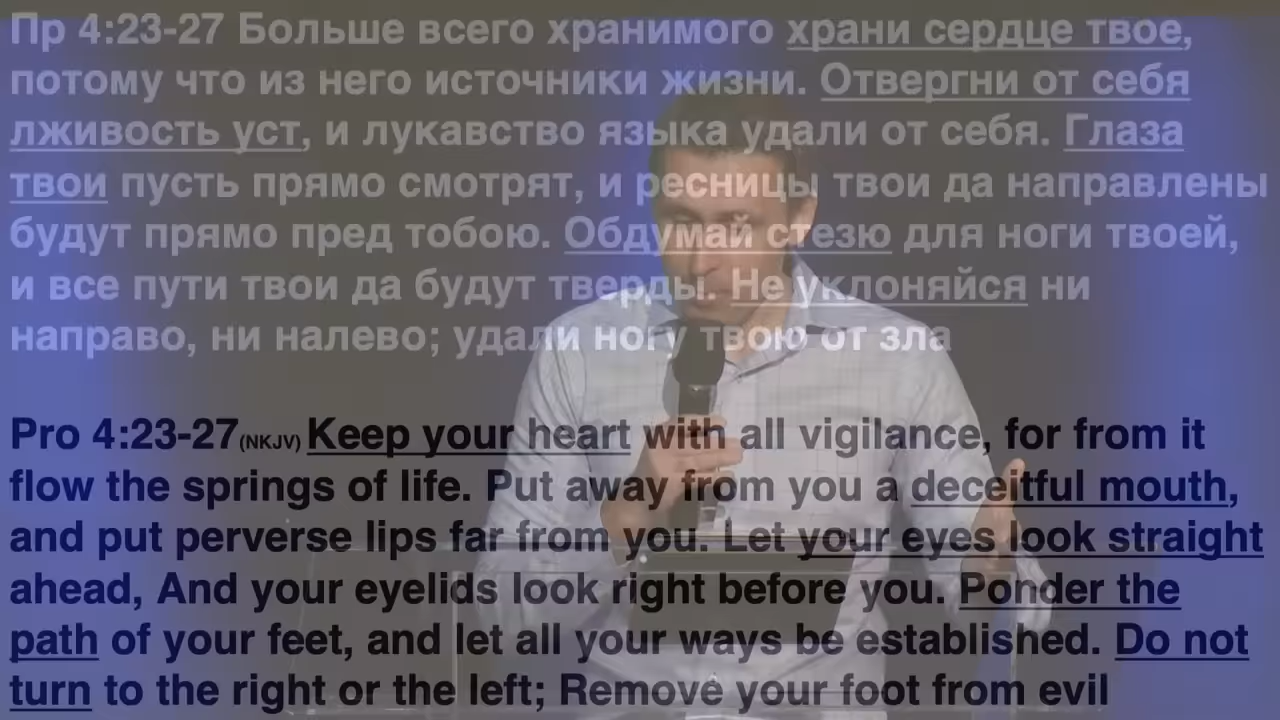 Пр 4:23-27 Больше всего хранимого храни сердце твое,
потому что из него источники жизни. Отвергни от себя
лживость уст, и лукавство языка удали от себя. Глаза
твои пусть прямо смотрят, и ресницы твои да направлены
будут прямо пред тобою. Обдумай стезю для ноги твоей,
и все пути твои да будут тверды. Не уклоняйся ни
направо, ни налево; удали ногу твою от зла
Pro 4:23-27(NKJV) Keep your heart with all vigilance, for from it
flow the springs of life. Put away from you a deceitful mouth,
and put perverse lips far from you. Let your eyes look straight
ahead, And your eyelids look right before you. Ponder the
path of your feet, and let all your ways be established. Do not
turn to the right or the left; Remove your foot from evil